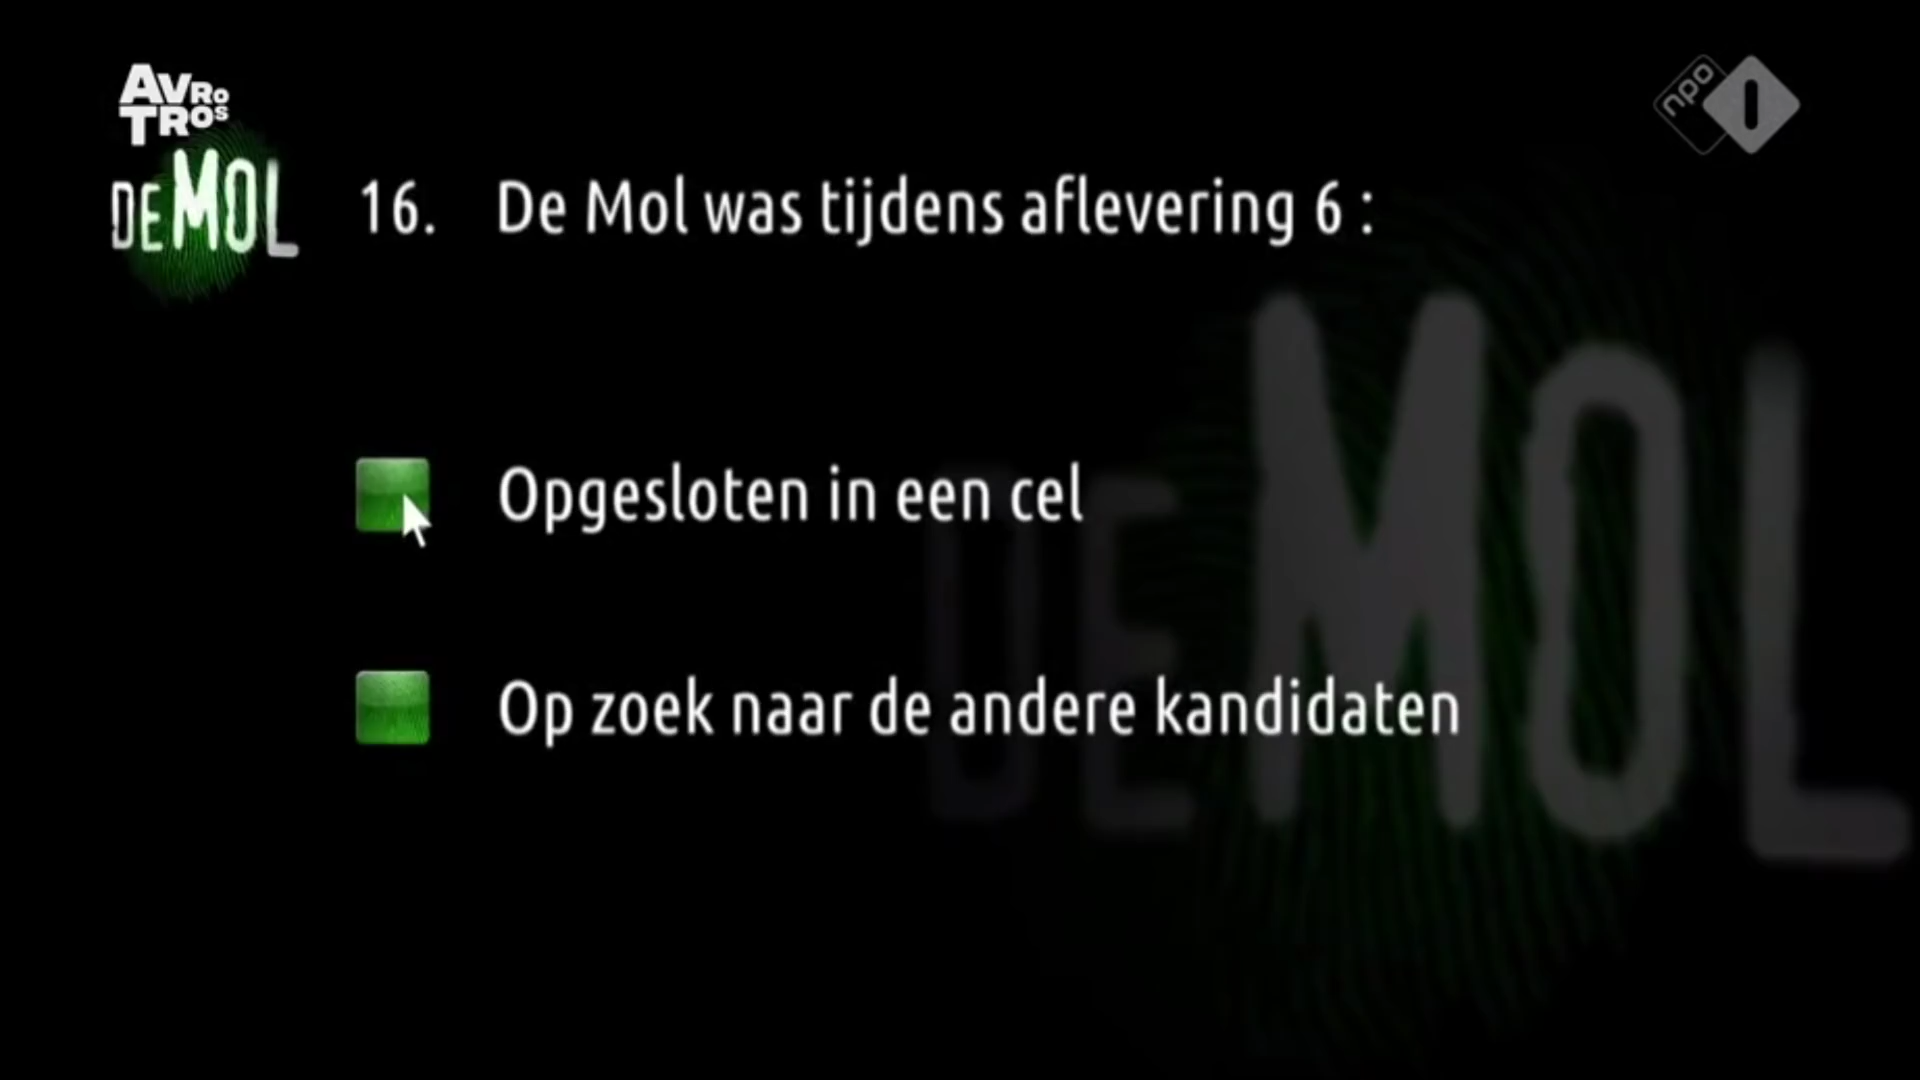 AVRO
TROS
npo 1
DE MOL
16. De Mol was tijdens aflevering 6 :
Opgesloten in een cel
Op zoek naar de andere kandidaten
DE MOL